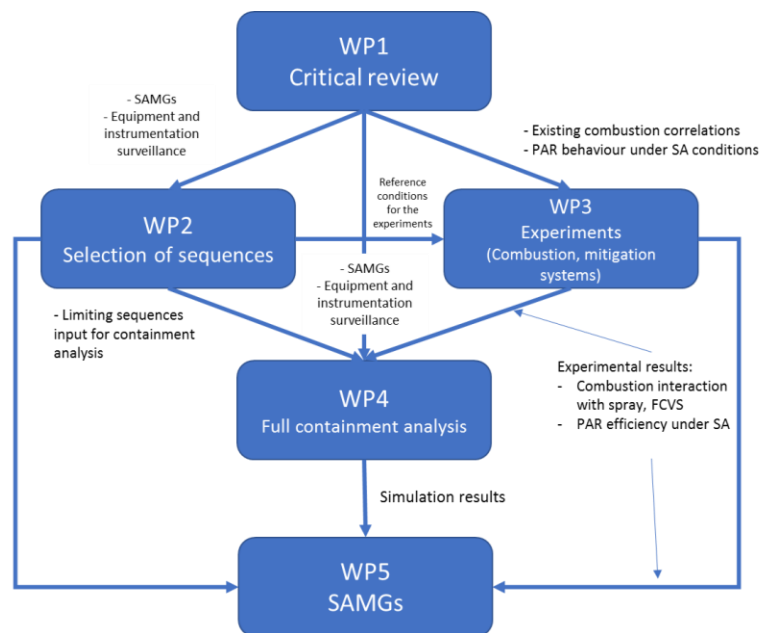 WP1
Critical review
- SAMGs
- Equipment and
instrumentation
surveillance
- Existing combustion correlations
- PAR behaviour under SA conditions
Reference
conditions
for the
experiments
WP2
Selection of sequences
WP3
Experiments
(Combustion, mitigation
systems)
- SAMGs
- Equipment and
instrumentation
surveillance
- Limiting sequences
input for containment
analysis
Experimental results:
- Combustion interaction
with spray, FCVS
- PAR efficiency under SA
WP4
Full containment analysis
Simulation results
WP5
SAMGs